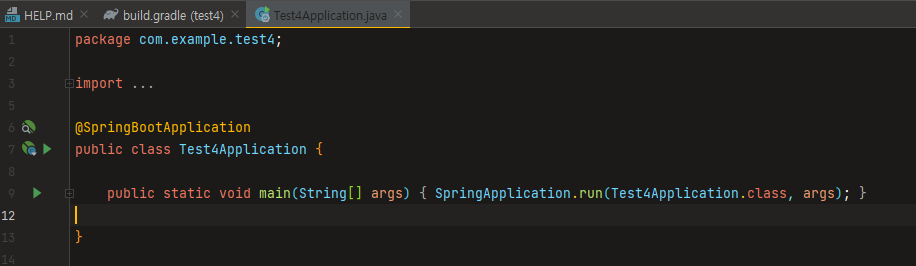 HELP.md build.gradle (test4) Test4Application.java
1 package com.example.test4;
2
3 import ...
5
6 @SpringBootApplication
7 public class Test4Application {
8
9 public static void main(String[] args) { SpringApplication.run(Test4Application.class, args); }
12
13 }
14